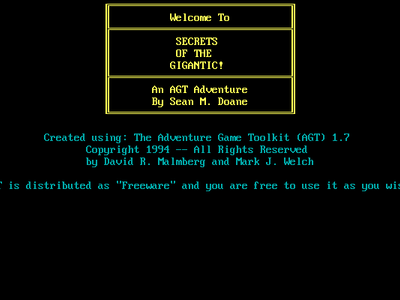 Welcome To
SECRETS
OF THE
GIGANTIC!
An AGT Adventure
By Sean M. Doane
Created using: The Adventure Game Toolkit (AGT) 1.7
Copyright 1994 -- All Rights Reserved
by David R. Malmberg and Mark J. Welch
T is distributed as "Freeware" and you are free to use it as you wis